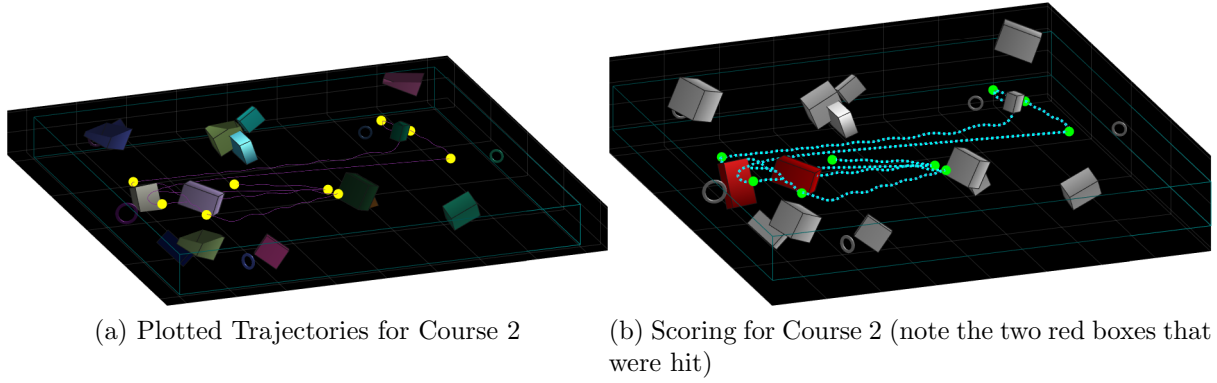 (a) Plotted Trajectories for Course 2
(b) Scoring for Course 2 (note the two red boxes that
were hit)